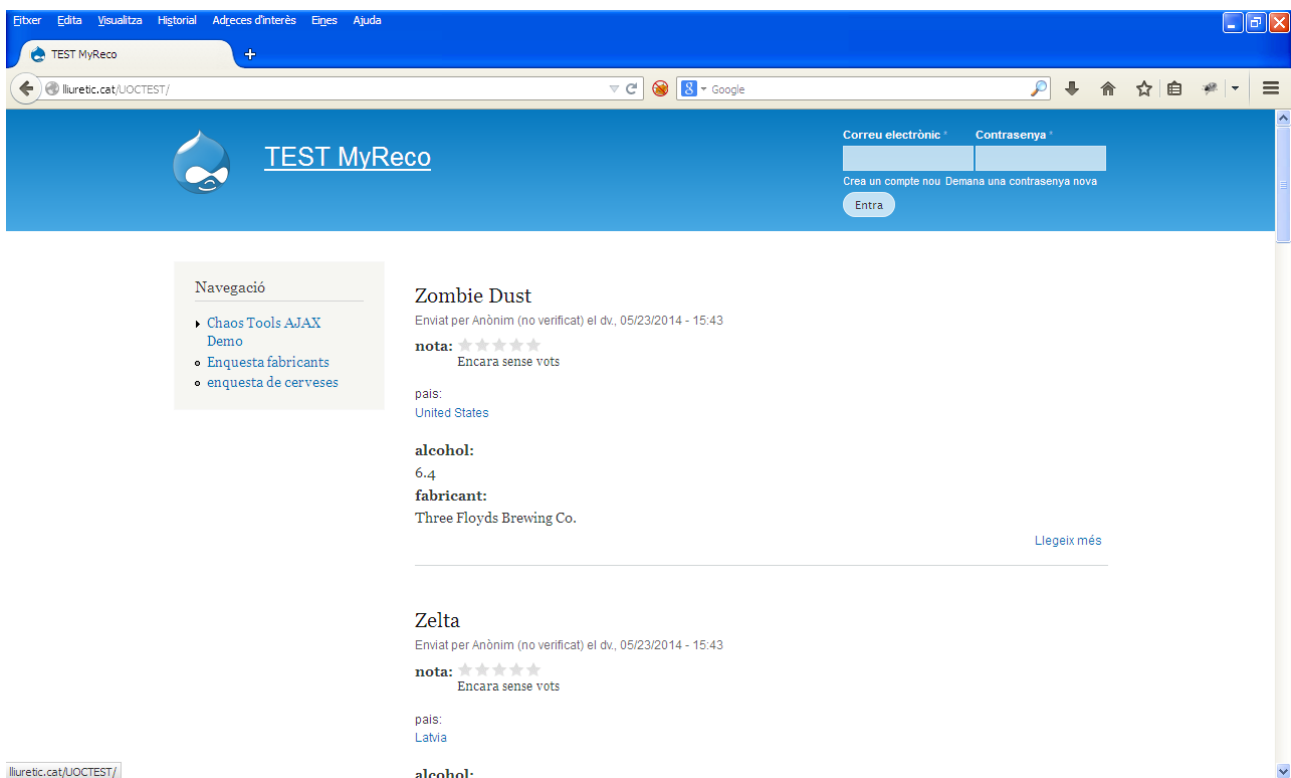 Fitxer Edita Visualitza Historial Adreces d'interès Eines Ajuda
TEST MyReco
lliuretic.cat/UOCTEST/
Google
TEST MyReco
Correu electrònic * Contrasenya *
Crea un compte nou Demana una contrasenya nova
Entra
Navegació
Chaos Tools AJAX
Demo
Enquesta fabricants
enquesta de cerveses
Zombie Dust
Enviat per Anònim (no verificat) el dv., 05/23/2014 - 15:43
nota:
Encara sense vots
pais:
United States
alcohol:
6.4
fabricant:
Three Floyds Brewing Co.
Llegeix més
Zelta
Enviat per Anònim (no verificat) el dv., 05/23/2014 - 15:43
nota:
Encara sense vots
pais:
Latvia
alcohol:
lliuretic.cat/UOCTEST/